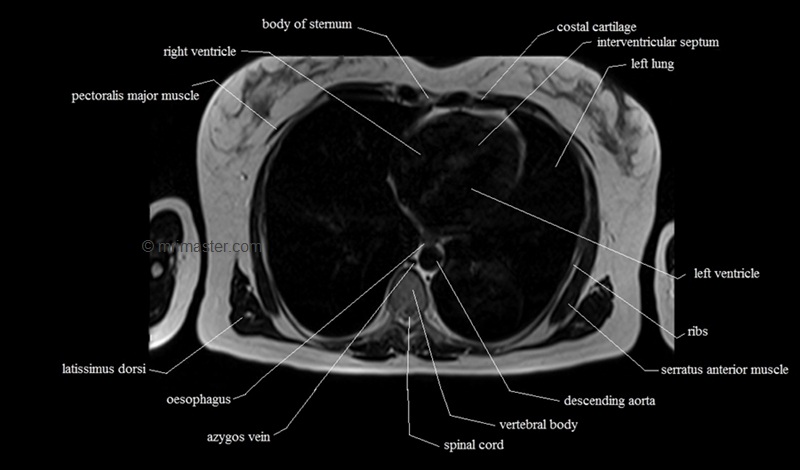 body of sternum
costal cartilage
right ventricle
interventricular septum
left lung
pectoralis major muscle
© mrimaster.com
left ventricle
ribs
latissimus dorsi
serratus anterior muscle
oesophagus
descending aorta
vertebral body
azygos vein
spinal cord